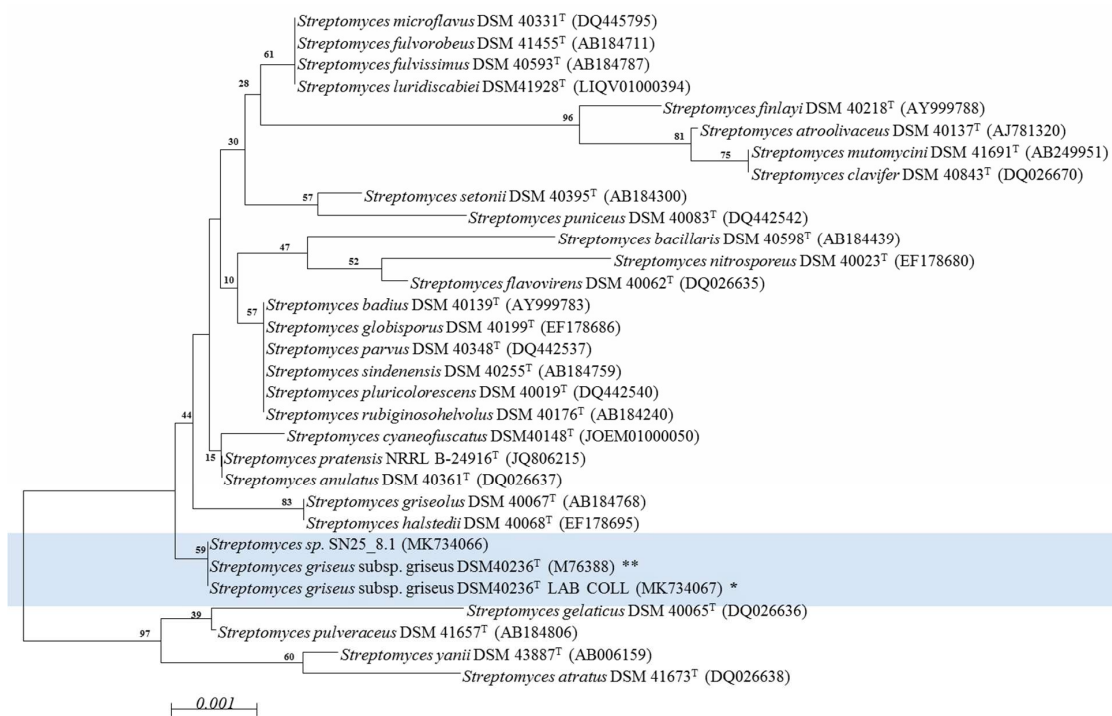 Streptomyces microflavus DSM 40331ᵀ (DQ445795)
Streptomyces fulvorobeus DSM 41455ᵀ (AB184711)
61
Streptomyces fulvissimus DSM 40593ᵀ (AB184787)
28
Streptomyces luridiscabiei DSM41928ᵀ (LIQV01000394)
Streptomyces finlayi DSM 40218ᵀ (AY999788)
96
Streptomyces atroolivaceus DSM 40137ᵀ (AJ781320)
81
30
75
Streptomyces mutomycini DSM 41691ᵀ (AB249951)
Streptomyces clavifer DSM 40843ᵀ (DQ026670)
57
Streptomyces setonii DSM 40395ᵀ (AB184300)
Streptomyces puniceus DSM 40083ᵀ (DQ442542)
Streptomyces bacillaris DSM 40598ᵀ (AB184439)
47
52
Streptomyces nitrosporeus DSM 40023ᵀ (EF178680)
10
Streptomyces flavovirens DSM 40062ᵀ (DQ026635)
Streptomyces badius DSM 40139ᵀ (AY999783)
57
Streptomyces globisporus DSM 40199ᵀ (EF178686)
Streptomyces parvus DSM 40348ᵀ (DQ442537)
Streptomyces sindenensis DSM 40255ᵀ (AB184759)
Streptomyces pluricolorescens DSM 40019ᵀ (DQ442540)
Streptomyces rubiginosohelvolus DSM 40176ᵀ (AB184240)
44
Streptomyces cyaneofuscatus DSM40148ᵀ (JOEM01000050)
15
Streptomyces pratensis NRRL B-24916ᵀ (JQ806215)
Streptomyces anulatus DSM 40361ᵀ (DQ026637)
83
Streptomyces griseolus DSM 40067ᵀ (AB184768)
Streptomyces halstedii DSM 40068ᵀ (EF178695)
59
Streptomyces sp. SN25_8.1 (MK734066)
Streptomyces griseus subsp. griseus DSM40236ᵀ (M76388) **
Streptomyces griseus subsp. griseus DSM40236ᵀ LAB COLL (MK734067) *
39
Streptomyces gelaticus DSM 40065ᵀ (DQ026636)
97
Streptomyces pulveraceus DSM 41657ᵀ (AB184806)
60
Streptomyces yanii DSM 43887ᵀ (AB006159)
Streptomyces atratus DSM 41673ᵀ (DQ026638)
0.001